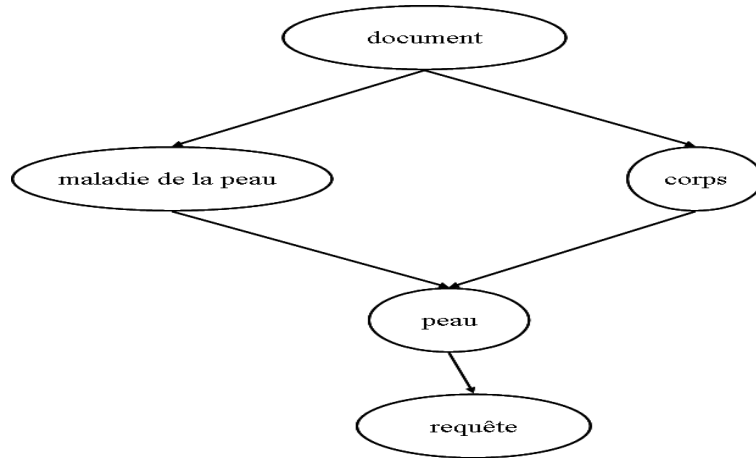 document
maladie de la peau
corps
peau
requête